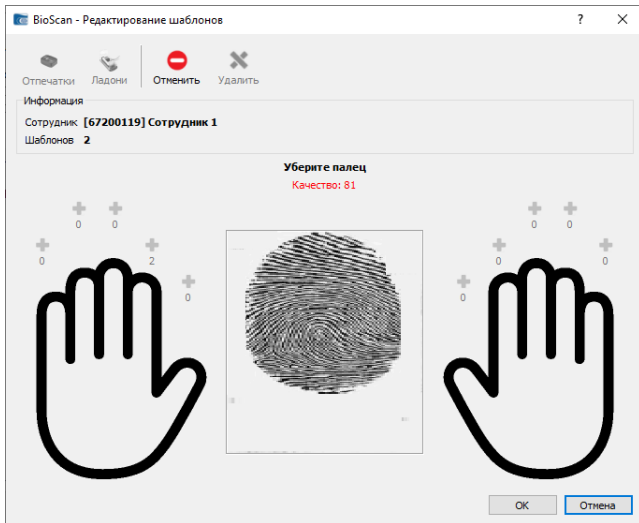 BioScan - Редактирование шаблонов ? X
Отпечатки Ладони Отменить Удалить
Информация
Сотрудник [67200119] Сотрудник 1
Шаблонов 2
Уберите палец
Качество: 81
0 0 0 0
0 2 0 0
0 0
OK Отмена